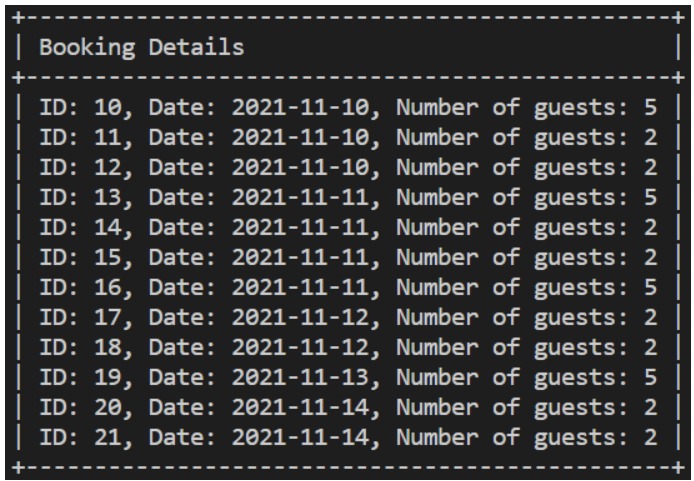 +-----------------------------------------------+
| Booking Details                               |
+-----------------------------------------------+
| ID: 10, Date: 2021-11-10, Number of guests: 5 |
| ID: 11, Date: 2021-11-10, Number of guests: 2 |
| ID: 12, Date: 2021-11-10, Number of guests: 2 |
| ID: 13, Date: 2021-11-11, Number of guests: 5 |
| ID: 14, Date: 2021-11-11, Number of guests: 2 |
| ID: 15, Date: 2021-11-11, Number of guests: 2 |
| ID: 16, Date: 2021-11-11, Number of guests: 5 |
| ID: 17, Date: 2021-11-12, Number of guests: 2 |
| ID: 18, Date: 2021-11-12, Number of guests: 2 |
| ID: 19, Date: 2021-11-13, Number of guests: 5 |
| ID: 20, Date: 2021-11-14, Number of guests: 2 |
| ID: 21, Date: 2021-11-14, Number of guests: 2 |
+-----------------------------------------------+